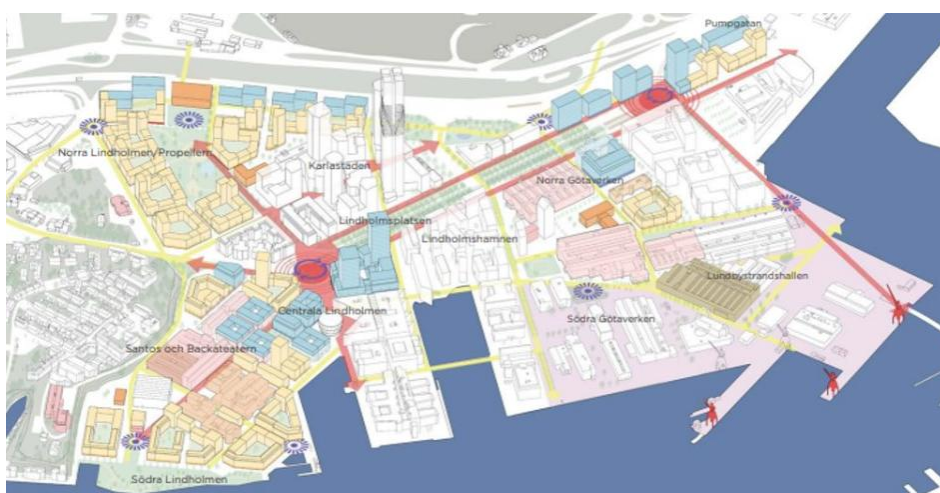 Pumpgatan
Norra Lindholmen/Propellern
Karlastaden
Norra Götaverken
Lindholmsplatsen
Lindholmshamnen
Lundbystrandshallen
Centrala Lindholmen
Södra Götaverken
Santos och Backateatern
Södra Lindholmen